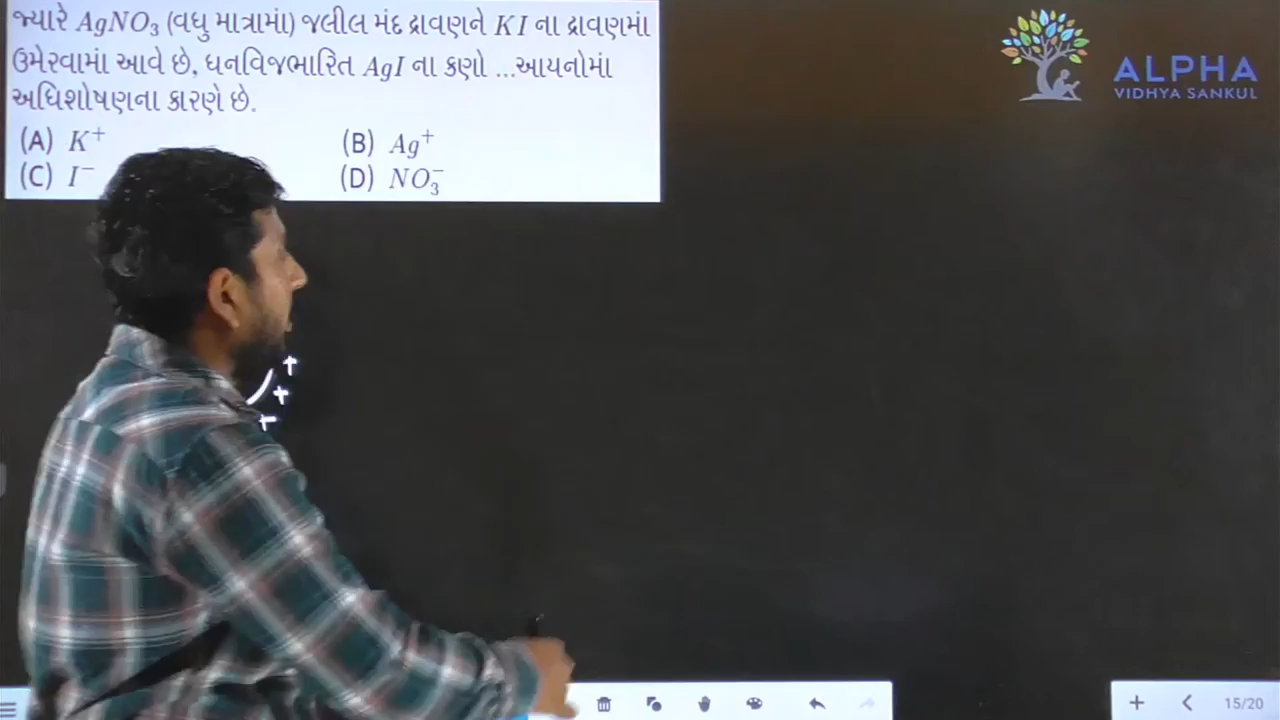 જ્યારે AgNO₃ (વધુ માત્રામાં) જલીલ મંદ દ્રાવણને KI ના દ્રાવણમાં
ઉમેરવામાં આવે છે, ધનવિજભારિત AgI ના કણો ...આયનોમાં
અધિશોષણના કારણે છે.
(A) K⁺ (B) Ag⁺
(C) I⁻ (D) NO₃⁻
ALPHA
VIDHYA SANKUL
+
+
15/20